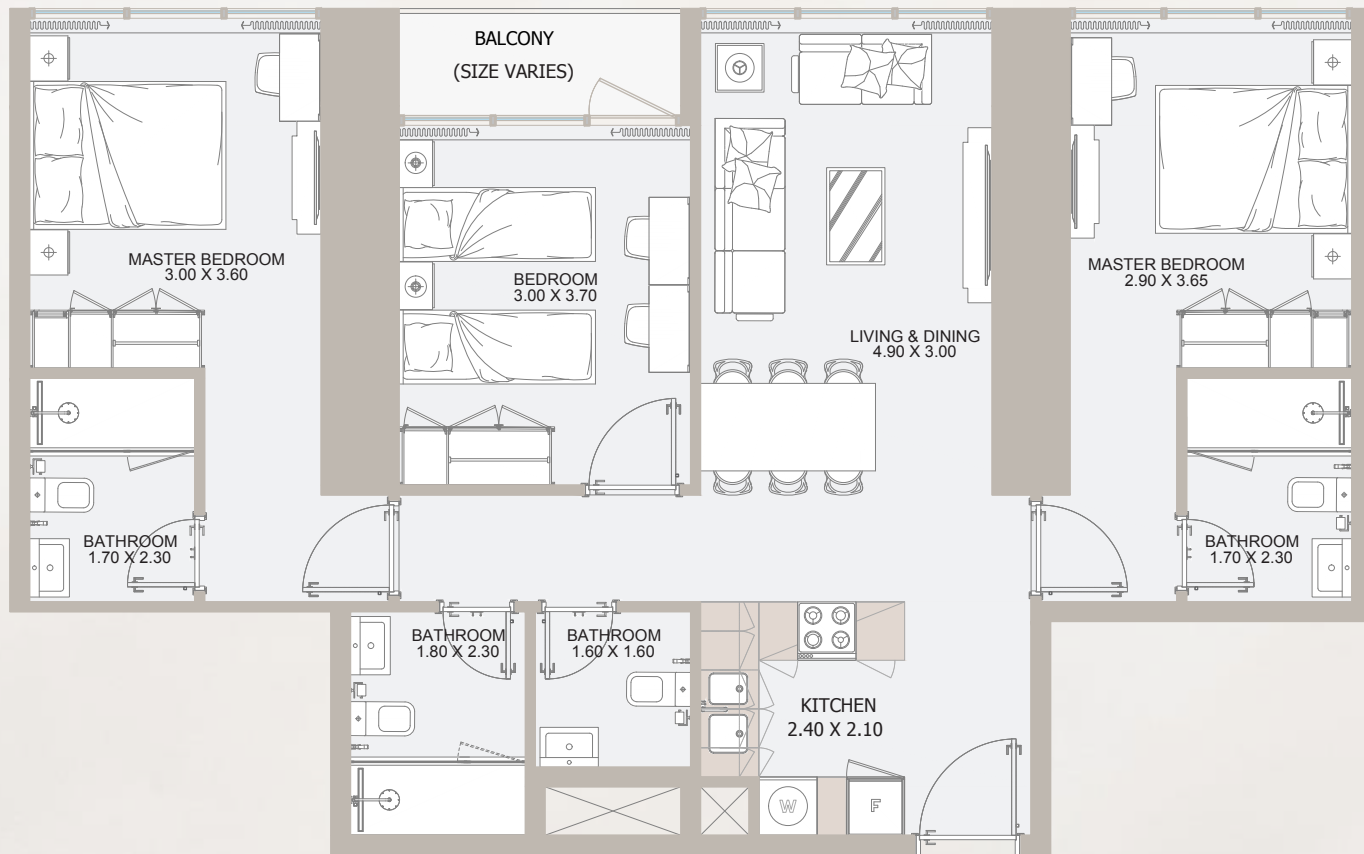 BALCONY
(SIZE VARIES)
MASTER BEDROOM
3.00 X 3.60
BEDROOM
3.00 X 3.70
MASTER BEDROOM
2.90 X 3.65
LIVING & DINING
4.90 X 3.00
BATHROOM
1.70 X 2.30
BATHROOM
1.70 X 2.30
BATHROOM
1.80 X 2.30
BATHROOM
1.60 X 1.60
KITCHEN
2.40 X 2.10
W
F